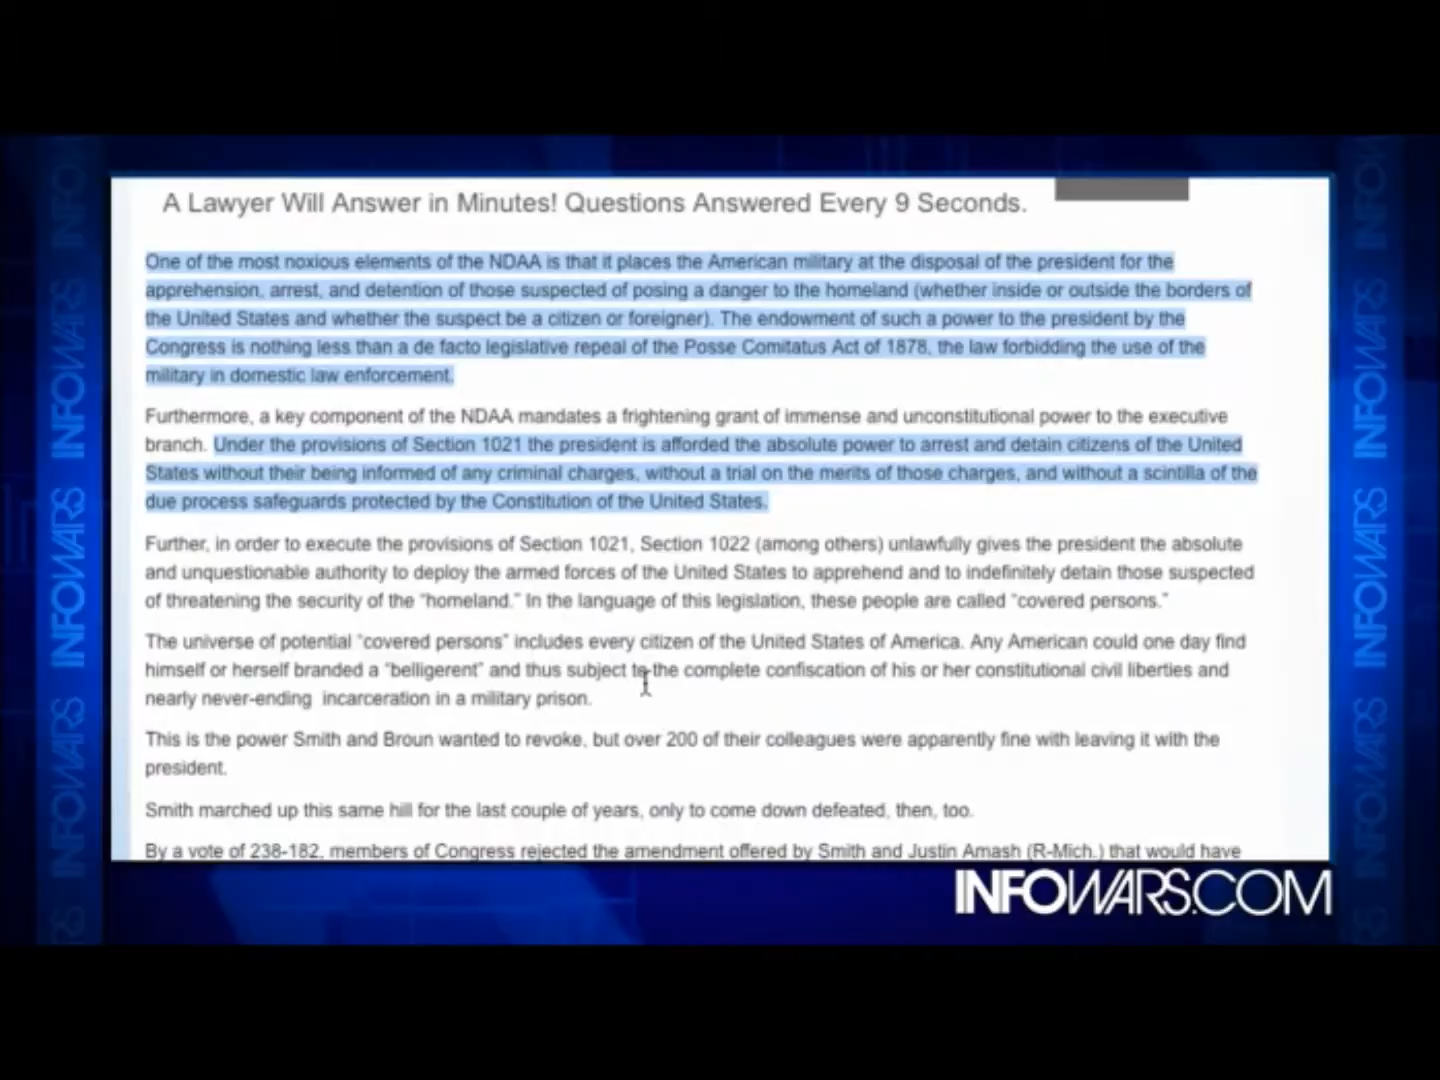 A Lawyer Will Answer in Minutes! Questions Answered Every 9 Seconds.
One of the most noxious elements of the NDAA is that it places the American military at the disposal of the president for the
apprehension, arrest, and detention of those suspected of posing a danger to the homeland (whether inside or outside the borders of
the United States and whether the suspect be a citizen or foreigner). The endowment of such a power to the president by the
Congress is nothing less than a de facto legislative repeal of the Posse Comitatus Act of 1878, the law forbidding the use of the
military in domestic law enforcement.
Furthermore, a key component of the NDAA mandates a frightening grant of immense and unconstitutional power to the executive
branch. Under the provisions of Section 1021 the president is afforded the absolute power to arrest and detain citizens of the United
States without their being informed of any criminal charges, without a trial on the merits of those charges, and without a scintilla of the
due process safeguards protected by the Constitution of the United States.
Further, in order to execute the provisions of Section 1021, Section 1022 (among others) unlawfully gives the president the absolute
and unquestionable authority to deploy the armed forces of the United States to apprehend and to indefinitely detain those suspected
of threatening the security of the “homeland.” In the language of this legislation, these people are called “covered persons.”
The universe of potential “covered persons” includes every citizen of the United States of America. Any American could one day find
himself or herself branded a “belligerent” and thus subject to the complete confiscation of his or her constitutional civil liberties and
nearly never-ending incarceration in a military prison.
This is the power Smith and Broun wanted to revoke, but over 200 of their colleagues were apparently fine with leaving it with the
president.
Smith marched up this same hill for the last couple of years, only to come down defeated, then, too.
By a vote of 238-182, members of Congress rejected the amendment offered by Smith and Justin Amash (R-Mich.) that would have
INFOWARS.COM
INFOWARS
INFOWARS
INFOWARS
INFOWARS
INFOWARS
INFOWARS